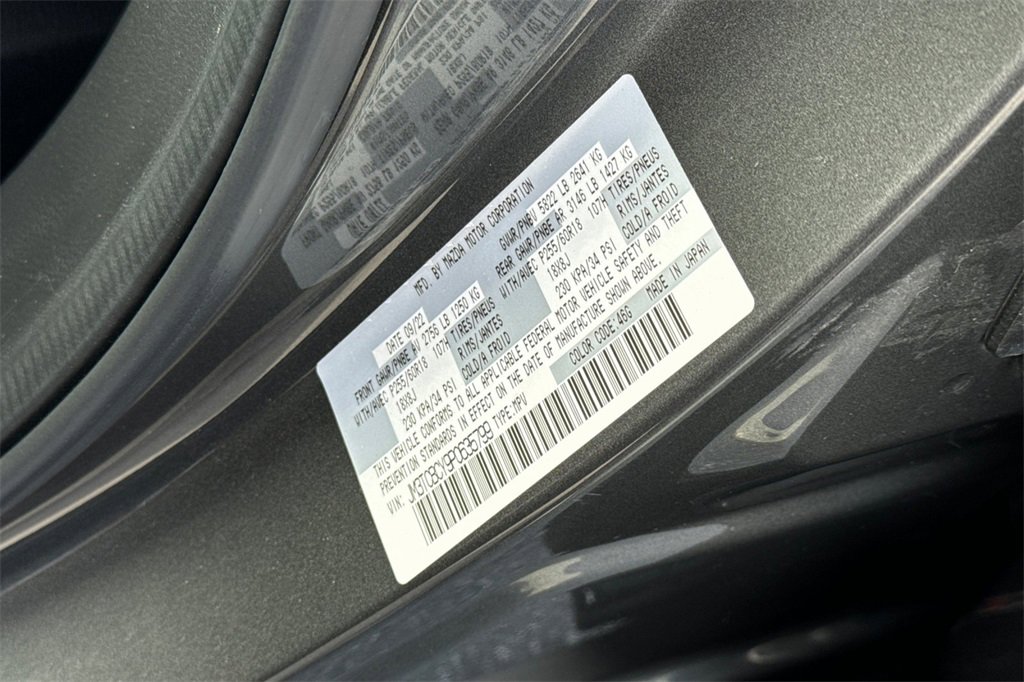 MFD. BY MAZDA MOTOR CORPORATION
DATE 09/22 GVWR/PNBV 5822 LB 2641 KG
FRONT GAWR/PNBE AV 2756 LB 1250 KG REAR GAWR/PNBE AR 3146 LB 1427 KG
WITH/AVEC P255/60R18 107H TIRES/PNEUS WITH/AVEC P255/60R18 107H TIRES/PNEUS
18X8J RIMS/JANTES 18X8J RIMS/JANTES
230 KPA/34 PSI COLD/A FROID 230 KPA/34 PSI COLD/A FROID
THIS VEHICLE CONFORMS TO ALL APPLICABLE FEDERAL MOTOR VEHICLE SAFETY AND THEFT
PREVENTION STANDARDS IN EFFECT ON THE DATE OF MANUFACTURE SHOWN ABOVE.
VIN: TYPE:MPV COLOR CODE:46G MADE IN JAPAN